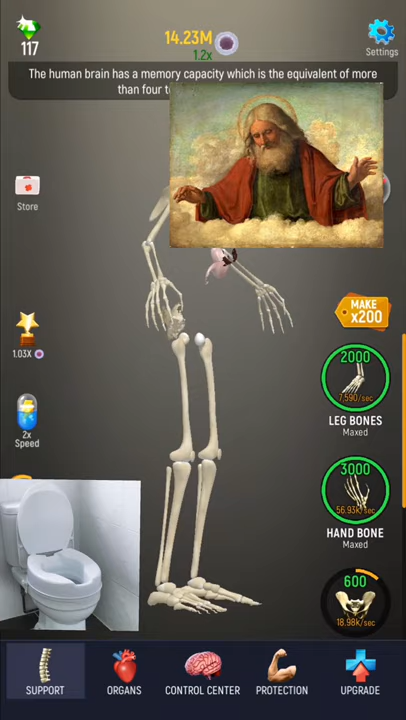 117
14.23M
1.2x
Settings
The human brain has a memory capacity which is the equivalent of more
than four
Store
1.03X
2x
Speed
MAKE
x200
2000
7,590/sec
LEG BONES
Maxed
3000
56.93k/sec
HAND BONE
Maxed
600
18.98k/sec
SUPPORT
ORGANS
CONTROL CENTER
PROTECTION
UPGRADE